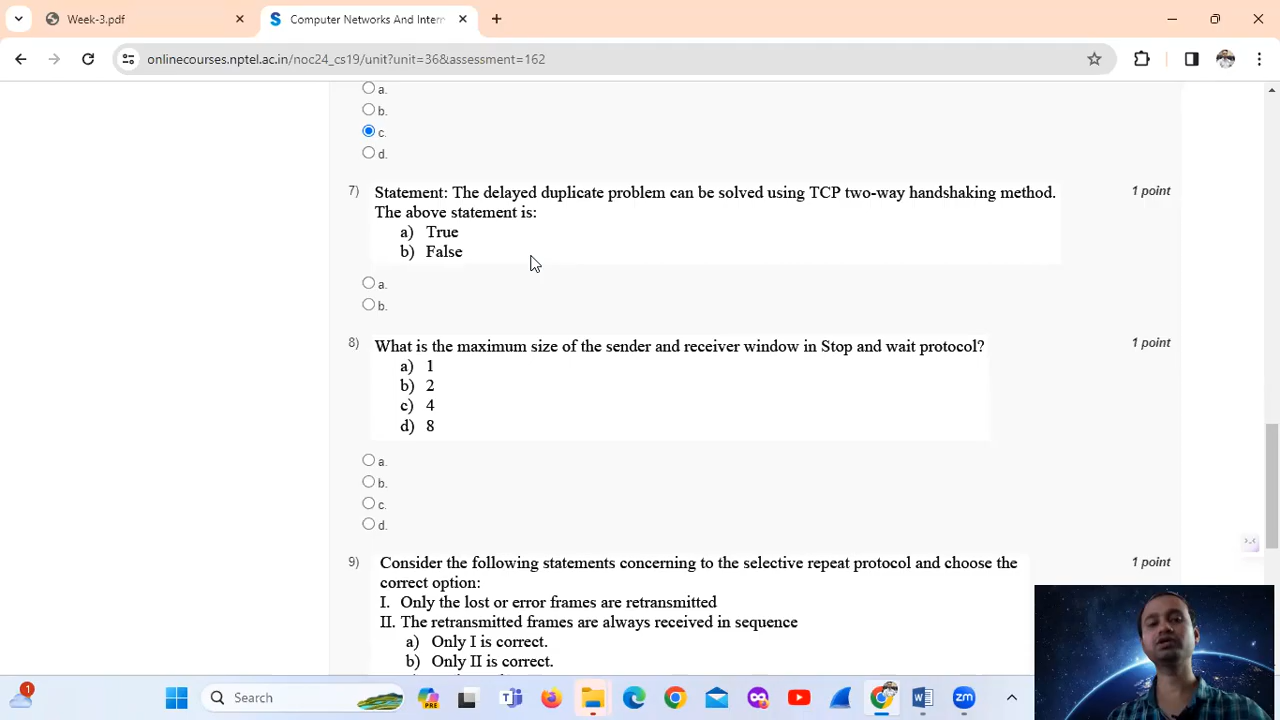 Week-3.pdf
Computer Networks And Intern
onlinecourses.nptel.ac.in/noc24_cs19/unit?unit=36&assessment=162
a.
b.
c.
d.
7) Statement: The delayed duplicate problem can be solved using TCP two-way handshaking method. 1 point
The above statement is:
a) True
b) False
a.
b.
8) What is the maximum size of the sender and receiver window in Stop and wait protocol? 1 point
a) 1
b) 2
c) 4
d) 8
a.
b.
c.
d.
9) Consider the following statements concerning to the selective repeat protocol and choose the 1 point
correct option:
I. Only the lost or error frames are retransmitted
II. The retransmitted frames are always received in sequence
a) Only I is correct.
b) Only II is correct.
1
Search
PRE
zm